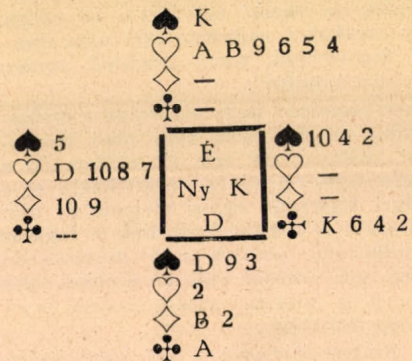 ♠ K
♡ A B 9 6 5 4
♢ —
♣ —
♠ 5
♡ D 10 8 7
♢ 10 9
♣ —
É
Ny K
D
♠ 10 4 2
♡ —
♢ —
♣ K 6 4 2
♠ D 9 3
♡ 2
♢ B 2
♣ A